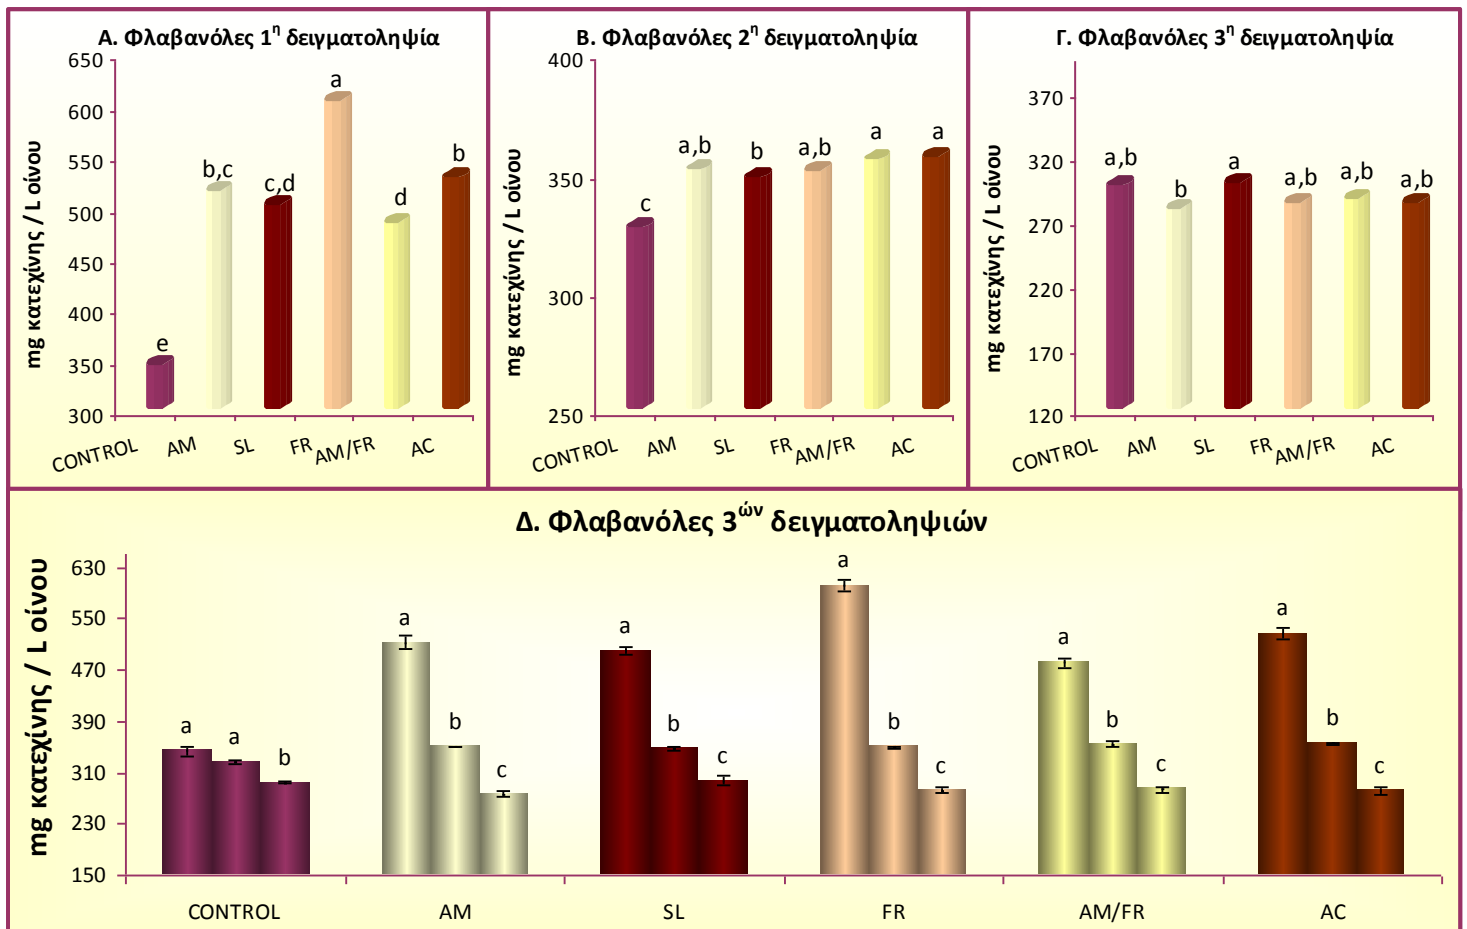 Α. Φλαβανόλες 1η δειγματοληψία
mg κατεχίνης / L οίνου
650
600
550
500
450
400
350
300
e
b,c
c,d
a
d
b
CONTROL
AM
SL
FR
AM/FR
AC
Β. Φλαβανόλες 2η δειγματοληψία
mg κατεχίνης / L οίνου
400
350
300
250
c
a,b
b
a,b
a
a
CONTROL
AM
SL
FR
AM/FR
AC
Γ. Φλαβανόλες 3η δειγματοληψία
mg κατεχίνης / L οίνου
370
320
270
220
170
120
a,b
b
a
a,b
a,b
a,b
CONTROL
AM
SL
FR
AM/FR
AC
Δ. Φλαβανόλες 3ών δειγματοληψιών
mg κατεχίνης / L οίνου
630
550
470
390
310
230
150
a
a
b
a
b
c
a
b
c
a
b
c
a
b
c
a
b
c
CONTROL
AM
SL
FR
AM/FR
AC